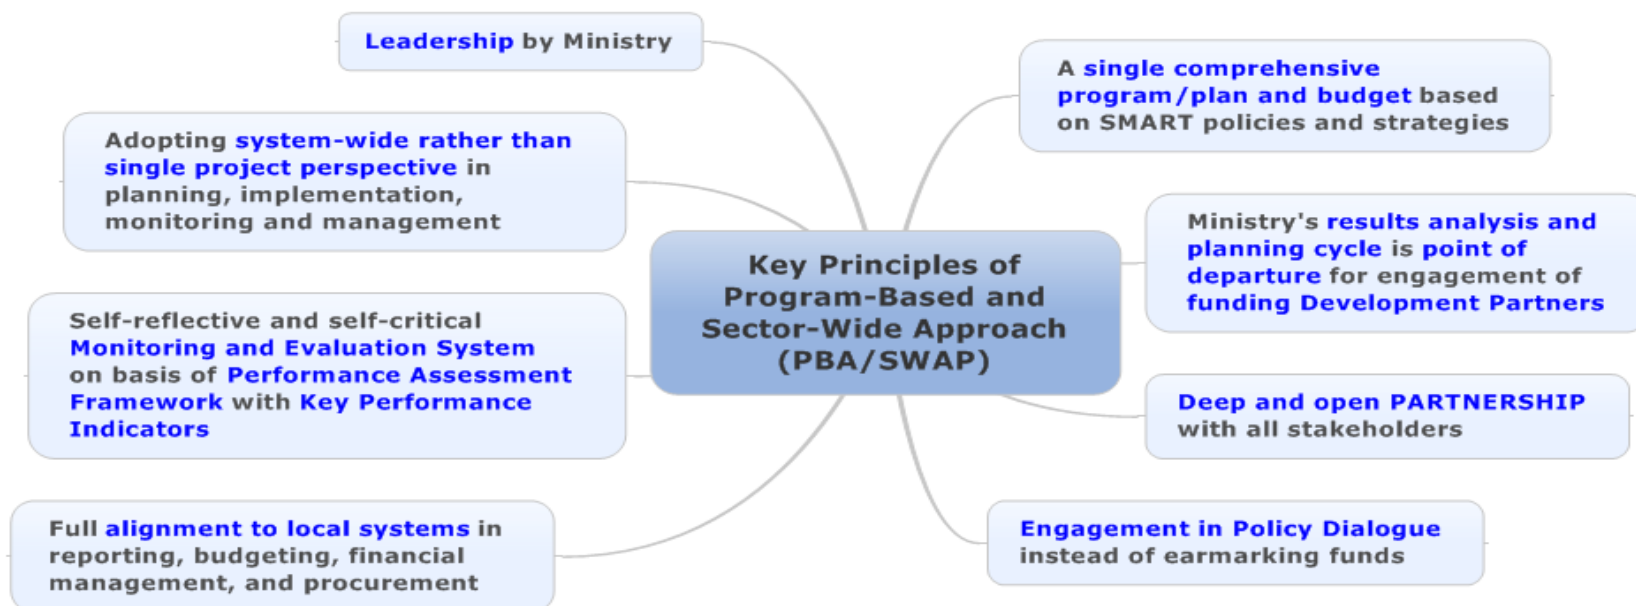 Leadership by Ministry
Adopting system-wide rather than
single project perspective in
planning, implementation,
monitoring and management
Self-reflective and self-critical
Monitoring and Evaluation System
on basis of Performance Assessment
Framework with Key Performance
Indicators
Full alignment to local systems in
reporting, budgeting, financial
management, and procurement
Key Principles of
Program-Based and
Sector-Wide Approach
(PBA/SWAP)
A single comprehensive
program/plan and budget based
on SMART policies and strategies
Ministry's results analysis and
planning cycle is point of
departure for engagement of
funding Development Partners
Deep and open PARTNERSHIP
with all stakeholders
Engagement in Policy Dialogue
instead of earmarking funds